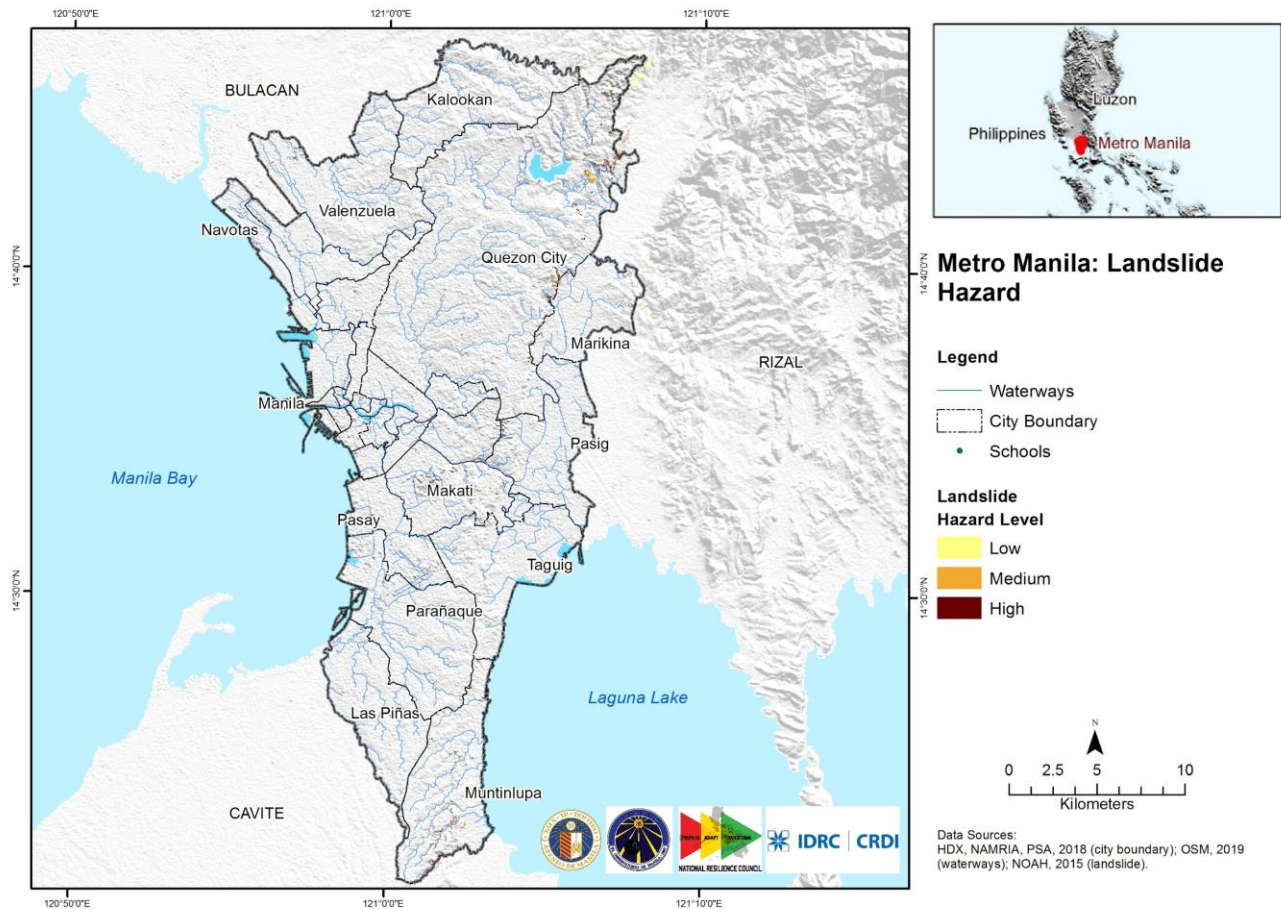 120°50'0"E
121°0'0"E
121°10'0"E
BULACAN
Kalookan
Valenzuela
Navotas
Quezon City
14°40'0"N
14°40'0"N
Marikina
RIZAL
Manila
Pasig
Manila Bay
Makati
Pasay
Taguig
14°30'0"N
14°30'0"N
Parañaque
Las Piñas
Laguna Lake
Muntinlupa
CAVITE
NATIONAL RESILIENCE COUNCIL
IDRC | CRDI
120°50'0"E
121°0'0"E
121°10'0"E
Luzon
Philippines
Metro Manila
Metro Manila: Landslide
Hazard
Legend
Waterways
City Boundary
Schools
Landslide
Hazard Level
Low
Medium
High
N
0 2.5 5 10
Kilometers
Data Sources:
HDX, NAMRIA, PSA, 2018 (city boundary); OSM, 2019
(waterways); NOAH, 2015 (landslide).